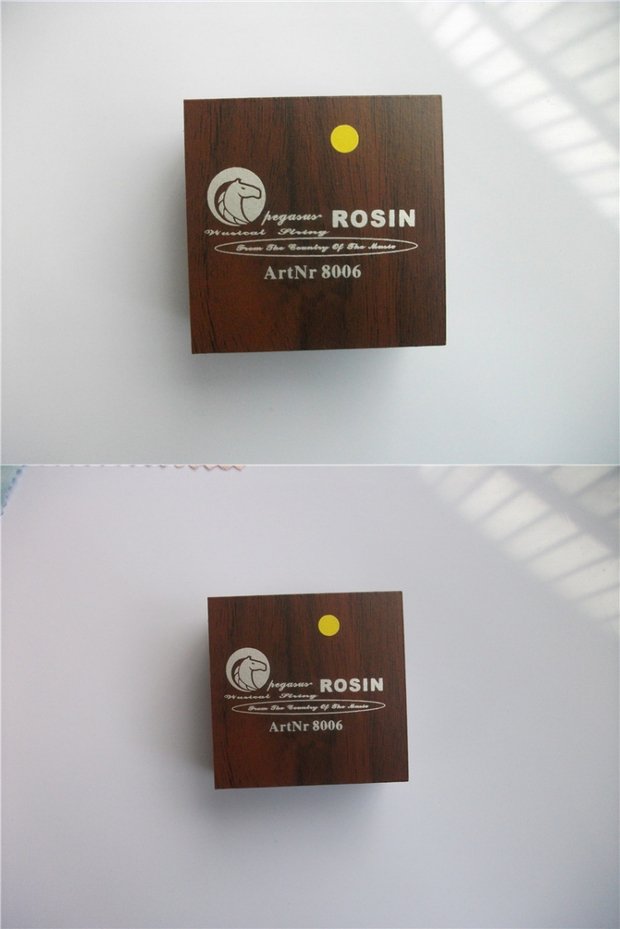 pegasus ROSIN
Musical String
From The Country Of The Music
ArtNr 8006
pegasus ROSIN
Musical String
From The Country Of The Music
ArtNr 8006